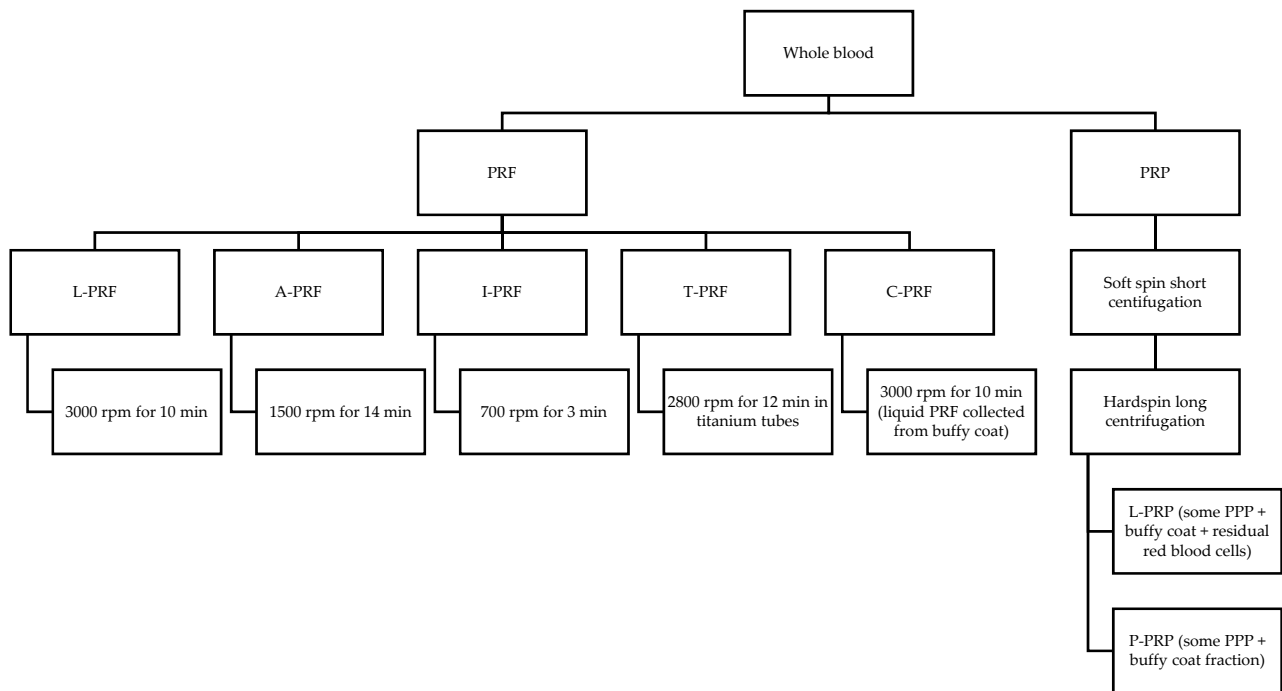 Whole blood
PRF
PRP
L-PRF
A-PRF
I-PRF
T-PRF
C-PRF
Soft spin short
centifugation
3000 rpm for 10 min
1500 rpm for 14 min
700 rpm for 3 min
2800 rpm for 12 min in
titanium tubes
3000 rpm for 10 min
(liquid PRF collected
from buffy coat)
Hardspin long
centrifugation
L-PRP (some PPP +
buffy coat + residual
red blood cells)
P-PRP (some PPP +
buffy coat fraction)